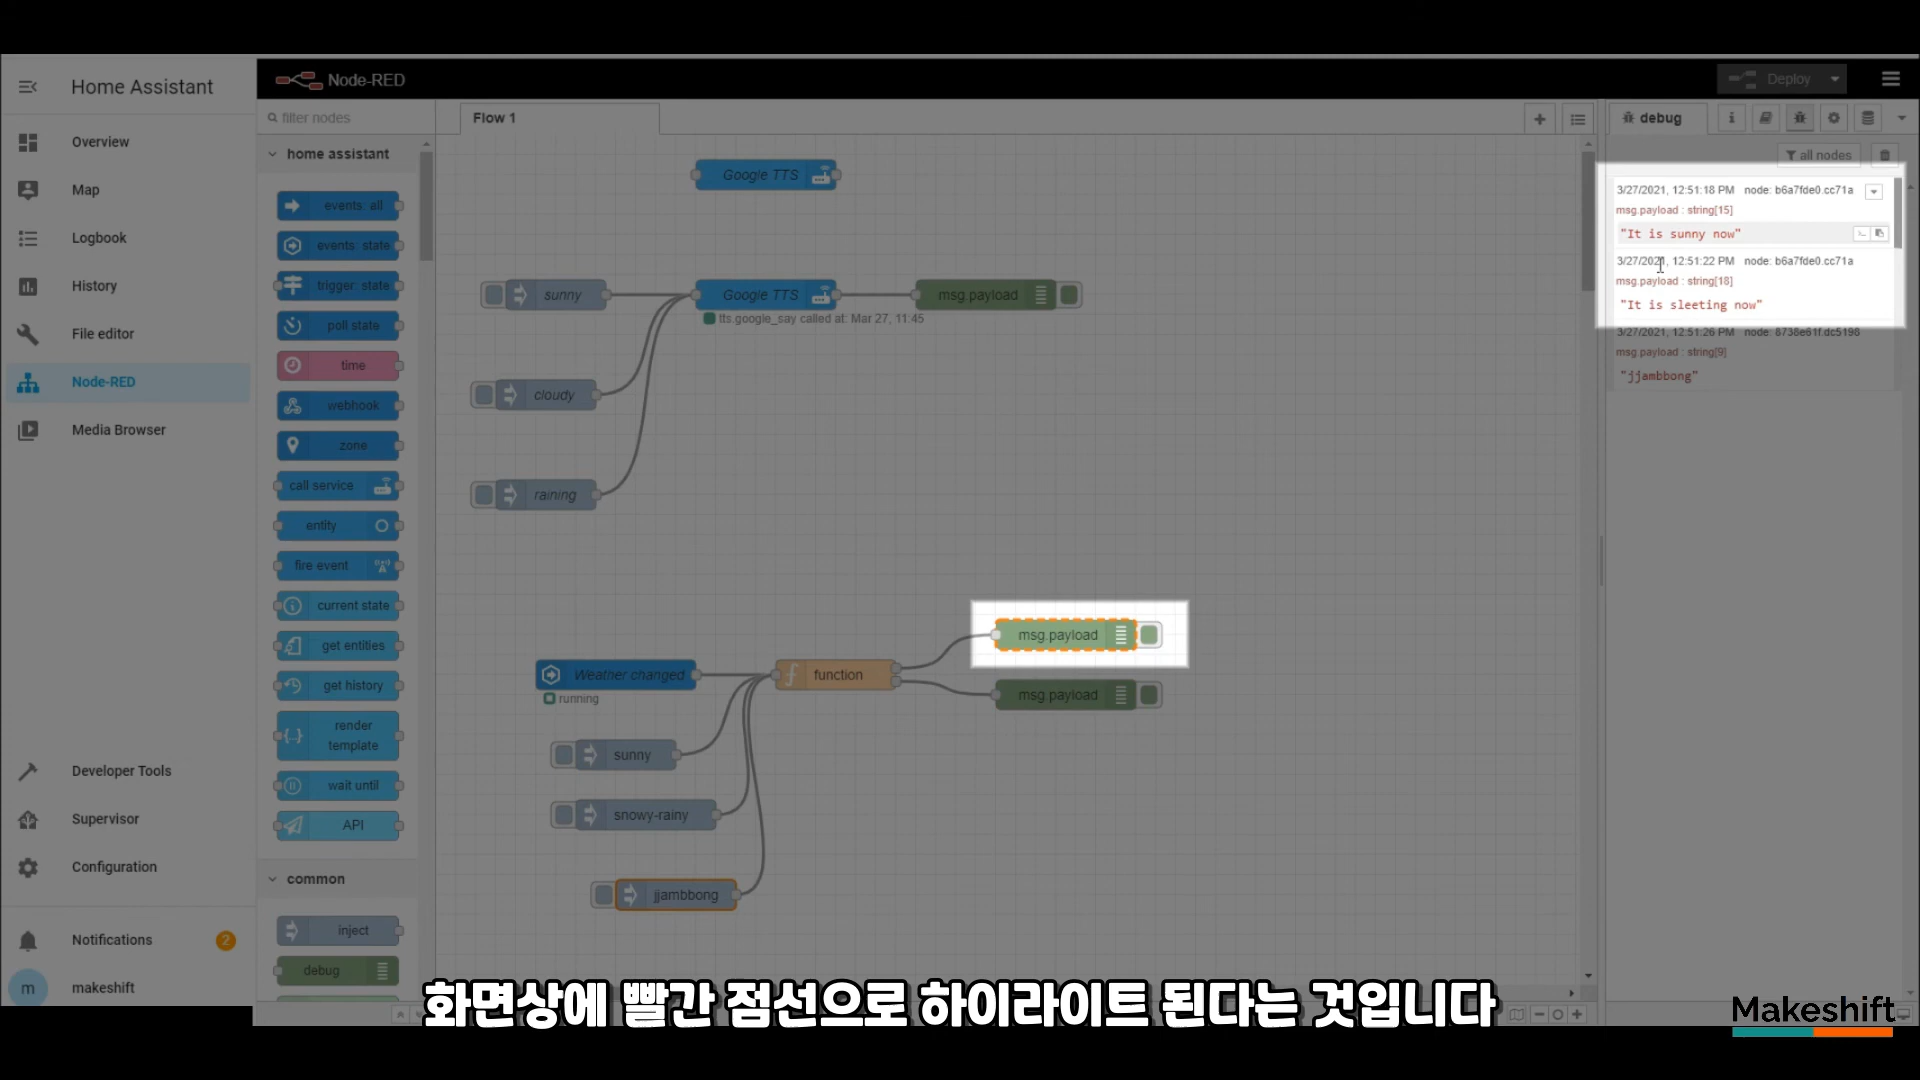 Home Assistant
Overview
Map
Logbook
History
File editor
Node-RED
Media Browser
Developer Tools
Supervisor
Configuration
Notifications
2
m
makeshift
Node-RED
Deploy
filter nodes
home assistant
events: all
events: state
trigger: state
poll state
time
webhook
zone
call service
entity
fire event
current state
get entities
get history
render
template
wait until
API
common
inject
debug
Flow 1
Google TTS
sunny
Google TTS
msg.payload
tts.google_say called at: Mar 27, 11:45
cloudy
raining
msg.payload
Weather changed
function
running
msg.payload
sunny
snowy-rainy
jjambbong
debug
i
all nodes
3/27/2021, 12:51:18 PM node: b6a7fde0.cc71a
msg.payload : string[15]
"It is sunny now"
3/27/2021, 12:51:22 PM node: b6a7fde0.cc71a
msg.payload : string[18]
"It is sleeting now"
3/27/2021, 12:51:26 PM node: 8738e61f.dc5198
msg.payload : string[9]
"jjambbong"
화면상에 빨간 점선으로 하이라이트 된다는 것입니다
Makeshift